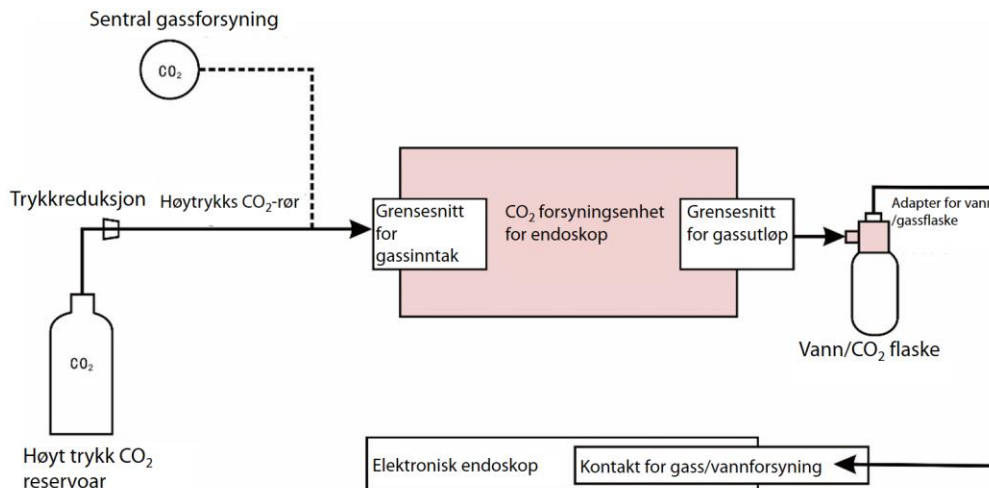 Sentral gassforsyning
CO₂
Trykkreduksjon
Høytrykks CO₂-rør
Grensesnitt
for
gassinntak
CO₂ forsyningsenhet
for endoskop
Grensesnitt
for gassutløp
Adapter for vann
/gassflaske
CO₂
Vann/CO₂ flaske
Høyt trykk CO₂
reservoar
Elektronisk endoskop
Kontakt for gass/vannforsyning